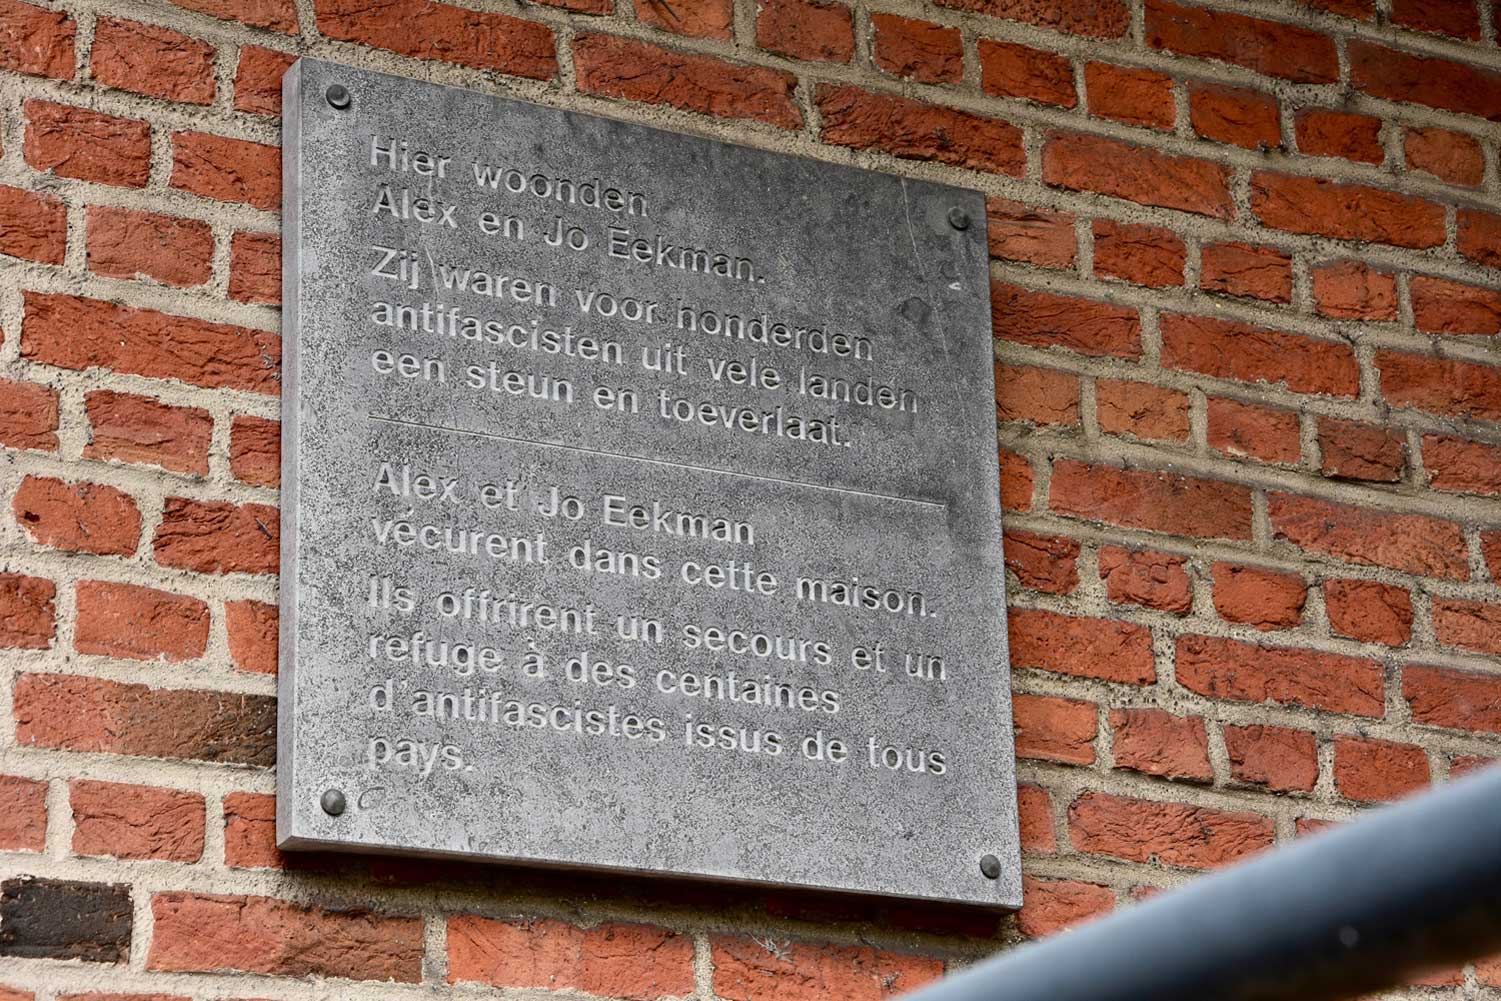 Hier woonden
Alex en Jo Eekman.
Zij waren voor honderden
antifascisten uit vele landen
een steun en toeverlaat.
Alex et Jo Eekman
vécurent dans cette maison.
Ils offrirent un secours et un
refuge à des centaines
d'antifascistes issus de tous
pays.